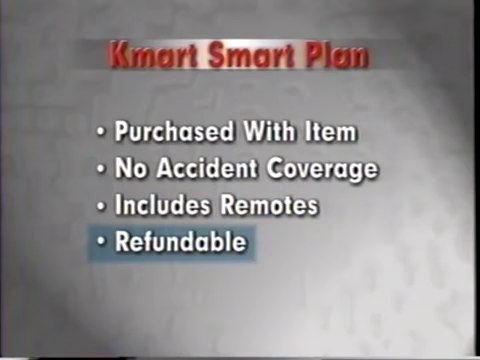 Kmart Smart Plan
• Purchased With Item
• No Accident Coverage
• Includes Remotes
• Refundable